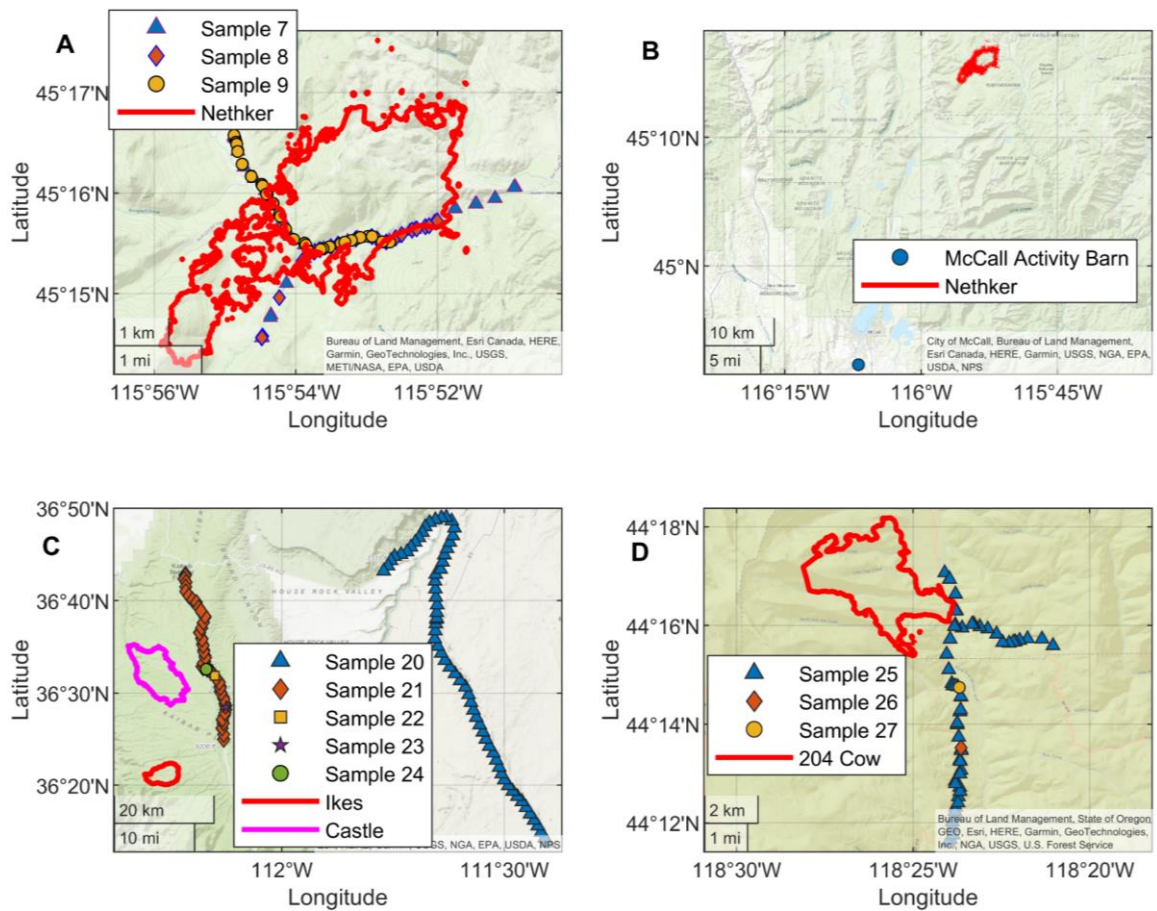 A
Sample 7
Sample 8
Sample 9
Nethker
45°17'N
45°16'N
45°15'N
Latitude
1 km
1 mi
Bureau of Land Management, Esri Canada, HERE,
Garmin, GeoTechnologies, Inc., USGS,
METI/NASA, EPA, USDA
115°56'W
115°54'W
115°52'W
Longitude
B
45°10'N
45°N
Latitude
McCall Activity Barn
Nethker
10 km
5 mi
City of McCall, Bureau of Land Management,
Esri Canada, HERE, Garmin, USGS, NGA, EPA,
USDA, NPS
116°15'W
116°W
115°45'W
Longitude
C
36°50'N
36°40'N
36°30'N
36°20'N
Latitude
HOUSE ROCK VALLEY
Sample 20
Sample 21
Sample 22
Sample 23
Sample 24
Ikes
Castle
20 km
10 mi
USGS, NGA, EPA, USDA, NPS
112°W
111°30'W
Longitude
D
44°18'N
44°16'N
44°14'N
44°12'N
Latitude
Sample 25
Sample 26
Sample 27
204 Cow
2 km
1 mi
Bureau of Land Management, State of Oregon
GEO, Esri, HERE, Garmin, GeoTechnologies,
Inc, NGA, USGS, U.S. Forest Service
118°30'W
118°25'W
118°20'W
Longitude